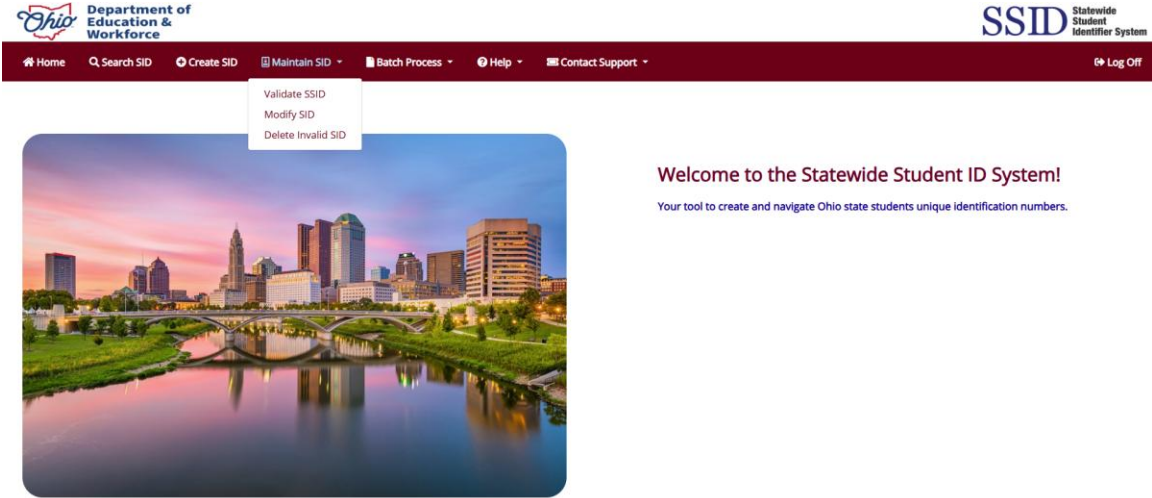 Ohio
Department of
Education &
Workforce
SSID
Statewide
Student
Identifier System
Home Search SID Create SID Maintain SID Batch Process Help Contact Support Log Off
Validate SSID
Modify SID
Delete Invalid SID
Welcome to the Statewide Student ID System!
Your tool to create and navigate Ohio state students unique identification numbers.